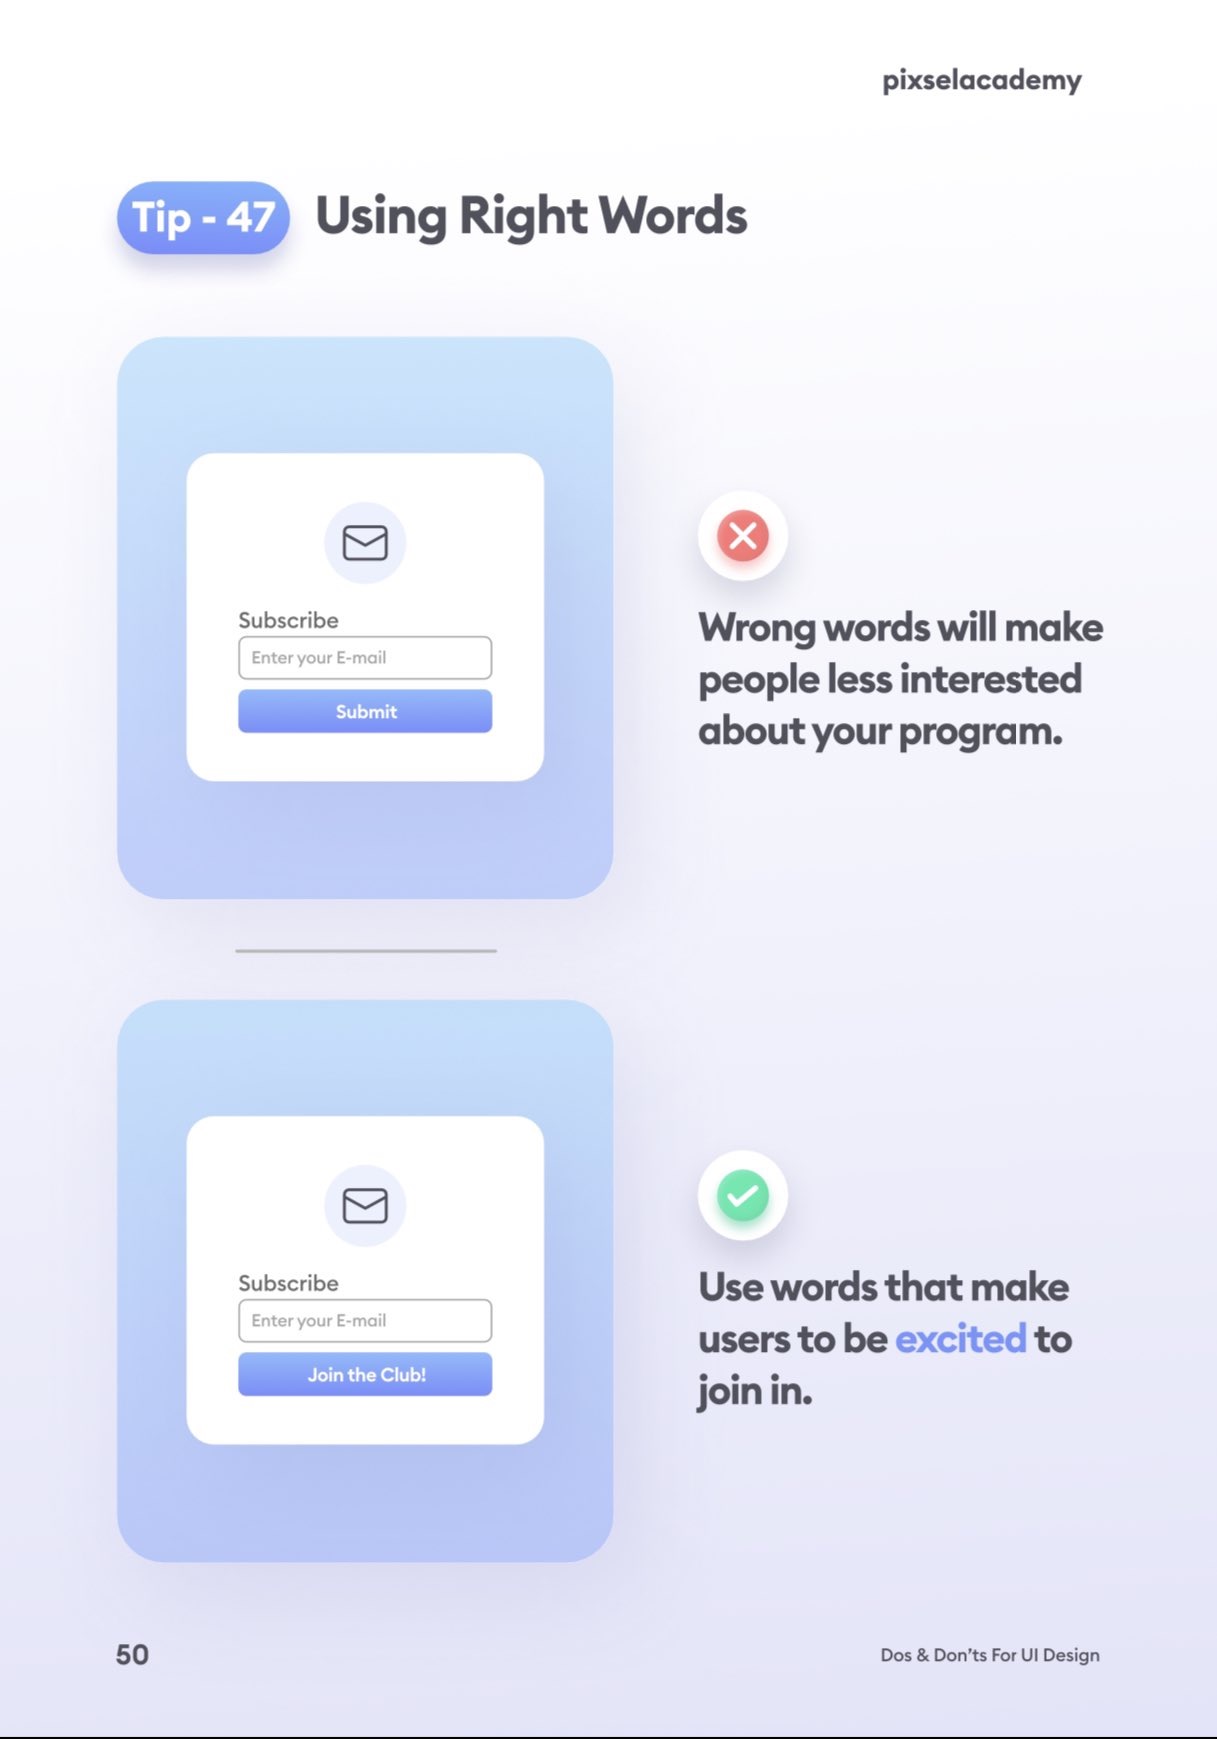 pixselacademy
Tip - 47 Using Right Words
Subscribe
Enter your E-mail
Submit
Wrong words will make
people less interested
about your program.
Subscribe
Enter your E-mail
Join the Club!
Use words that make
users to be excited to
join in.
50
Dos & Don’ts For UI Design